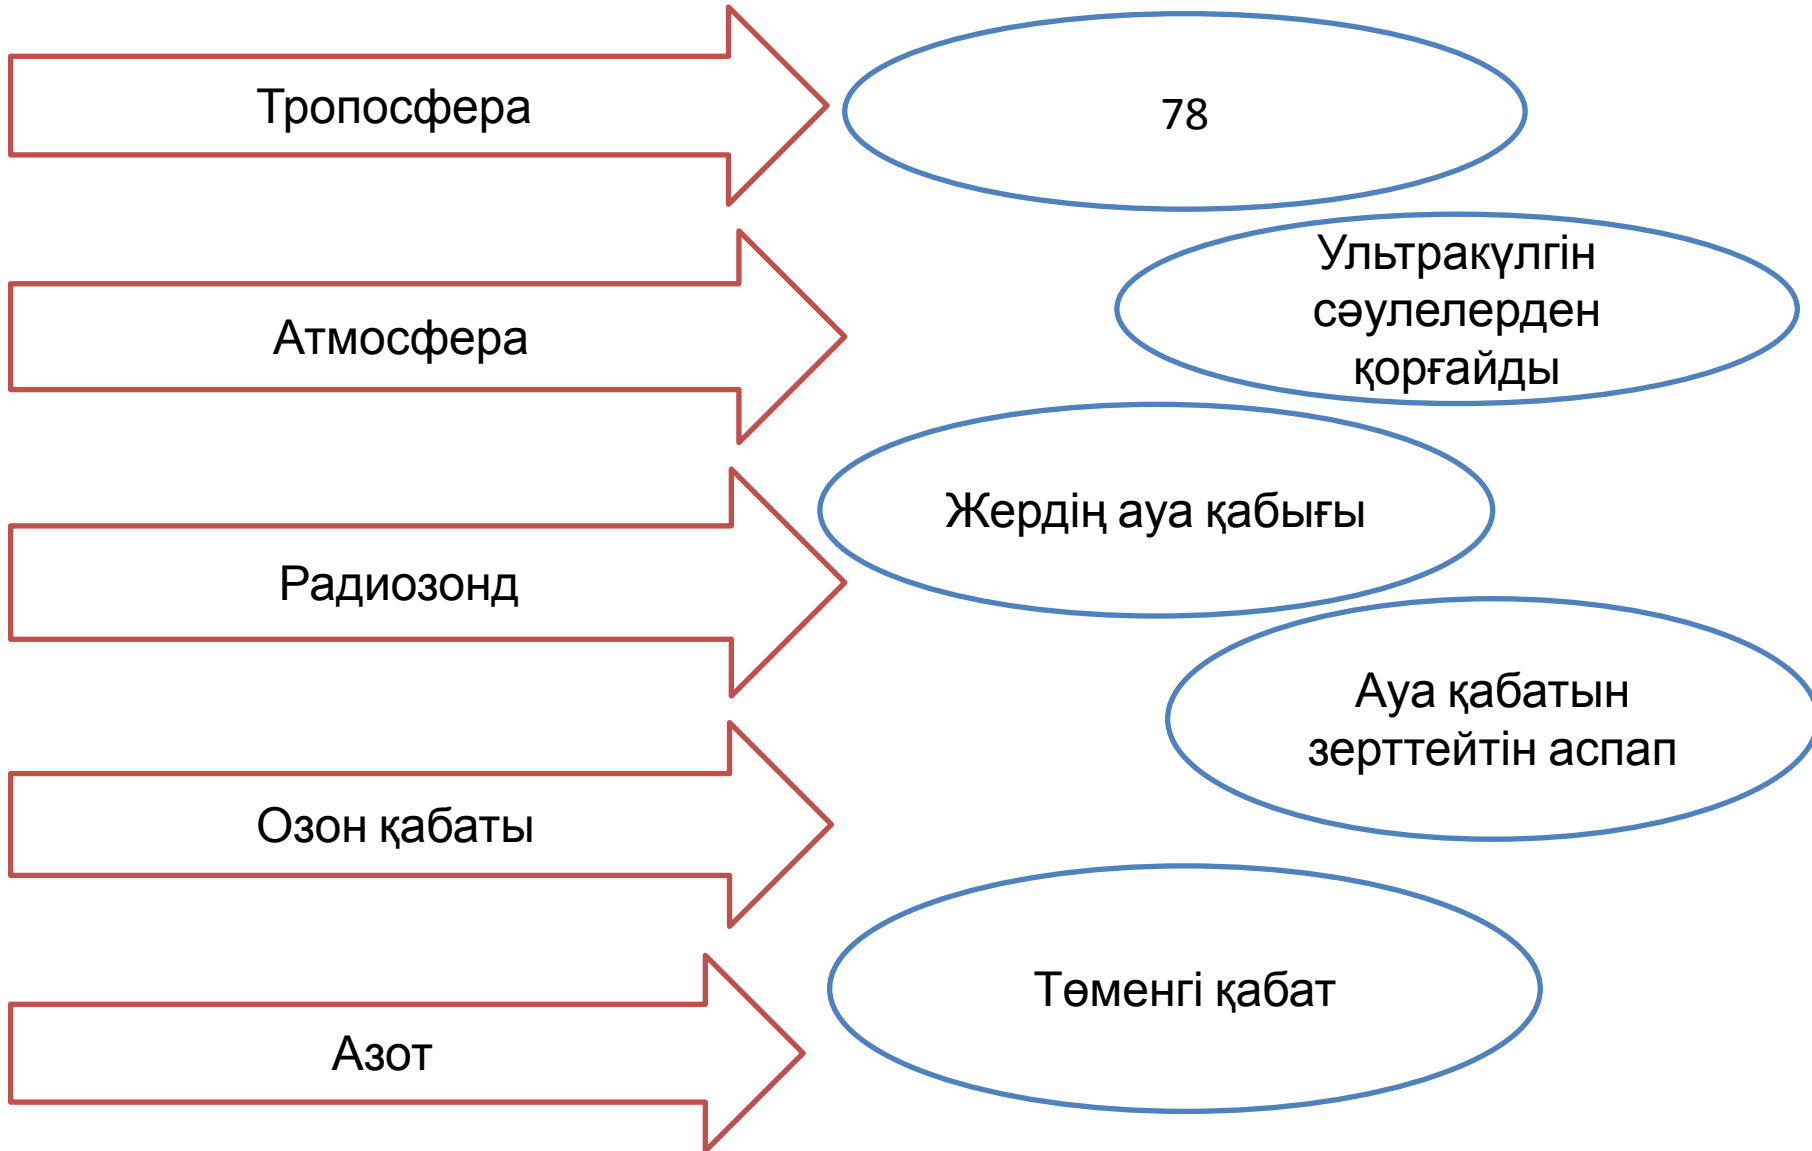 Тропосфера
78
Атмосфера
Ультракүлгін
сәулелерден
қорғайды
Радиозонд
Жердің ауа қабығы
Озон қабаты
Ауа қабатын
зерттейтін аспап
Азот
Төменгі қабат